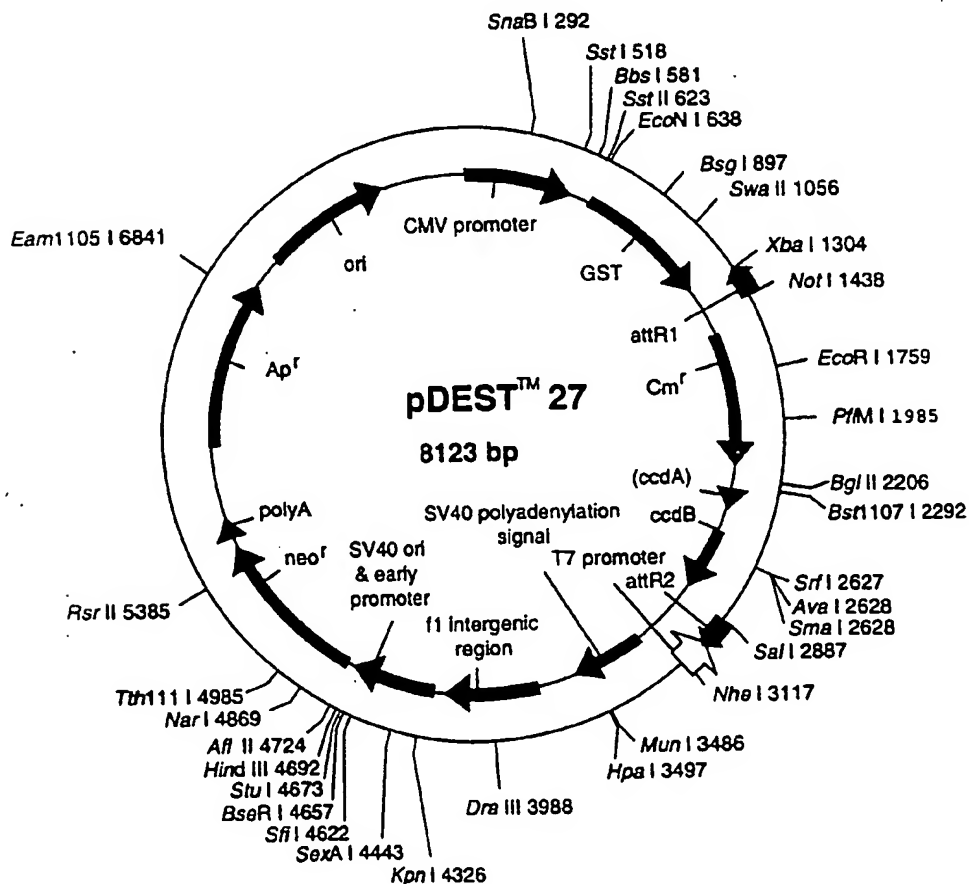 SnaB I 292
Sst I 518
Bbs I 581
Sst II 623
EcoN I 638
Bsg I 897
Swa II 1056
Xba I 1304
Not I 1438
EcoR I 1759
PflM I 1985
Bgl II 2206
Bst1107 I 2292
Srf I 2627
Ava I 2628
Sma I 2628
Sal I 2887
Nhe I 3117
Mun I 3486
Hpa I 3497
Dra III 3988
Kpn I 4326
SexA I 4443
Sfi I 4622
BseR I 4657
Stu I 4673
Hind III 4692
Afl II 4724
Nar I 4869
Tth111 I 4985
Rsr II 5385
Eam1105 I 6841
CMV promoter
GST
attR1
Cmʳ
(ccdA)
ccdB
attR2
T7 promoter
SV40 polyadenylation
signal
f1 intergenic
region
SV40 ori
& early
promoter
neoʳ
polyA
Apʳ
ori
pDEST™ 27
8123 bp